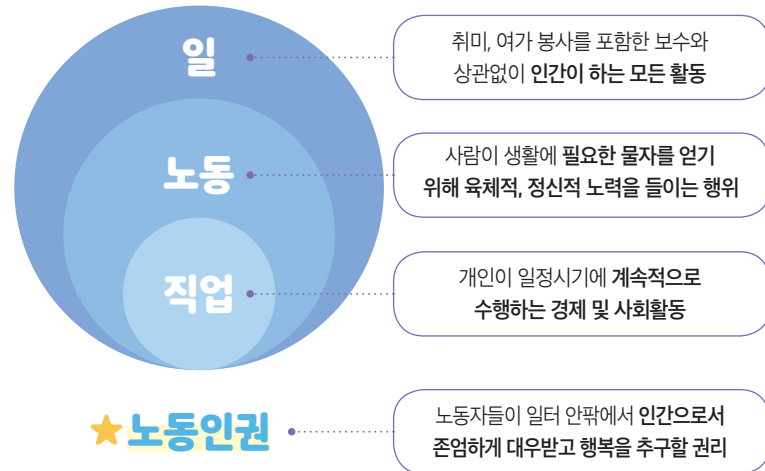 일
취미, 여가 봉사를 포함한 보수와
상관없이 인간이 하는 모든 활동
노동
사람이 생활에 필요한 물자를 얻기
위해 육체적, 정신적 노력을 들이는 행위
직업
개인이 일정시기에 계속적으로
수행하는 경제 및 사회활동
노동인권
노동자들이 일터 안팎에서 인간으로서
존엄하게 대우받고 행복을 추구할 권리